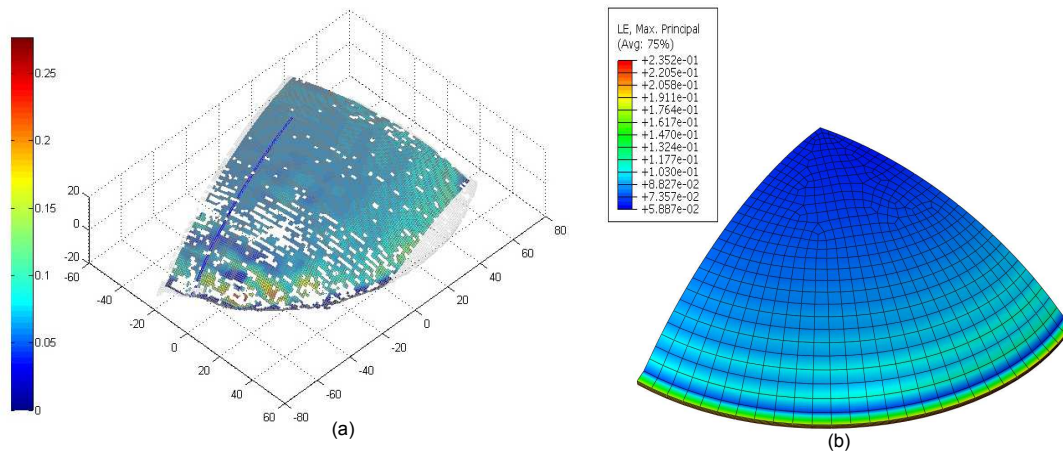 0.25
0.2
0.15
0.1
0.05
0
20
0
-20
-60
-40
-20
0
20
40
60
-80
-60
-40
-20
0
20
40
60
80
(a)
LE, Max. Principal
(Avg: 75%)
+2.352e-01
+2.205e-01
+2.058e-01
+1.911e-01
+1.764e-01
+1.617e-01
+1.470e-01
+1.324e-01
+1.177e-01
+1.030e-01
+8.827e-02
+7.357e-02
+5.887e-02
(b)